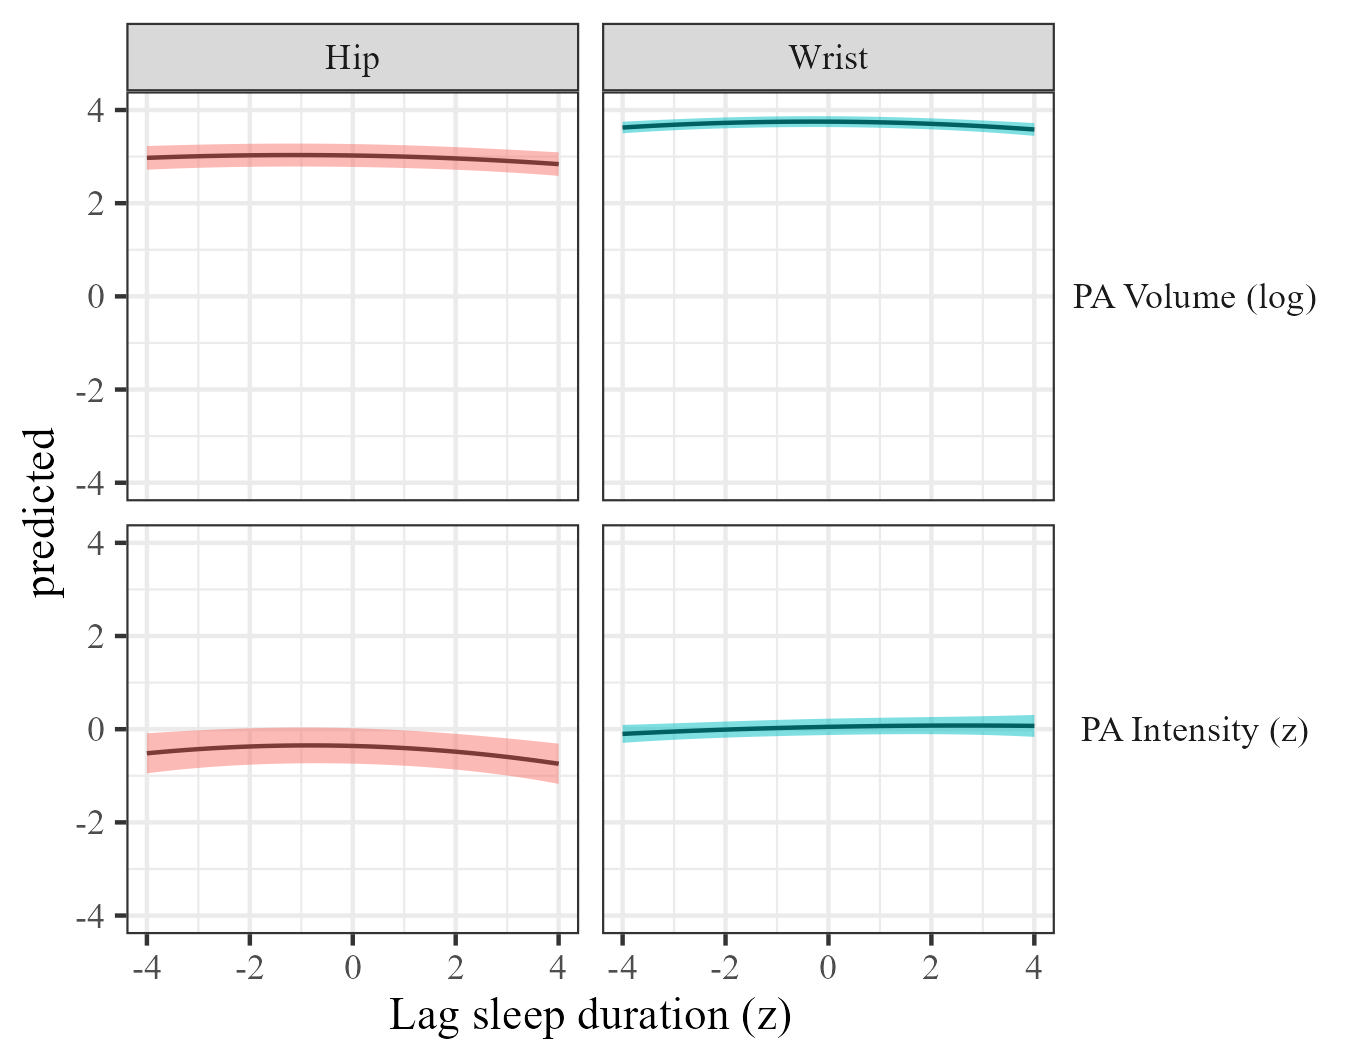 Hip
Wrist
4
2
0
-2
-4
PA Volume (log)
4
2
0
-2
-4
PA Intensity (z)
predicted
-4 -2 0 2 4
-4 -2 0 2 4
Lag sleep duration (z)